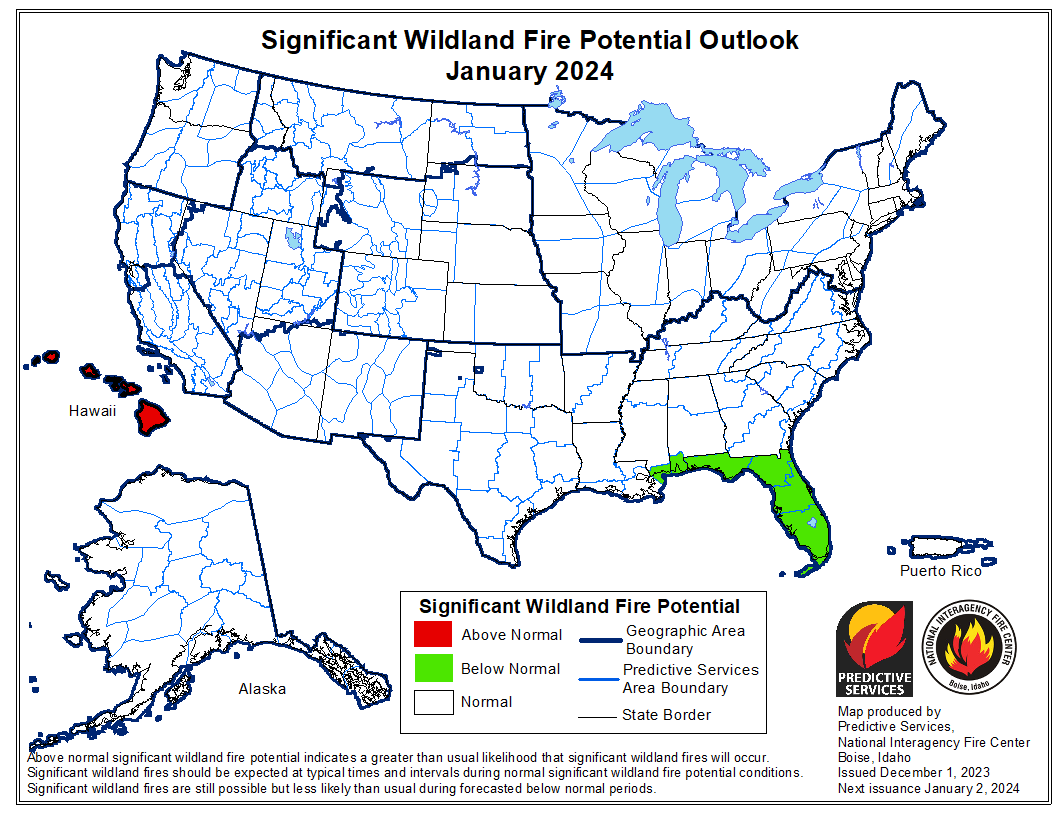 Significant Wildland Fire Potential Outlook
January 2024
Hawaii
Alaska
Puerto Rico
Significant Wildland Fire Potential
Above Normal
Below Normal
Normal
Geographic Area
Boundary
Predictive Services
Area Boundary
State Border
PREDICTIVE
SERVICES
NATIONAL INTERAGENCY FIRE CENTER
Boise, Idaho
Map produced by
Predictive Services,
National Interagency Fire Center
Boise, Idaho
Issued December 1, 2023
Next issuance January 2, 2024
Above normal significant wildland fire potential indicates a greater than usual likelihood that significant wildland fires will occur.
Significant wildland fires should be expected at typical times and intervals during normal significant wildland fire potential conditions.
Significant wildland fires are still possible but less likely than usual during forecasted below normal periods.